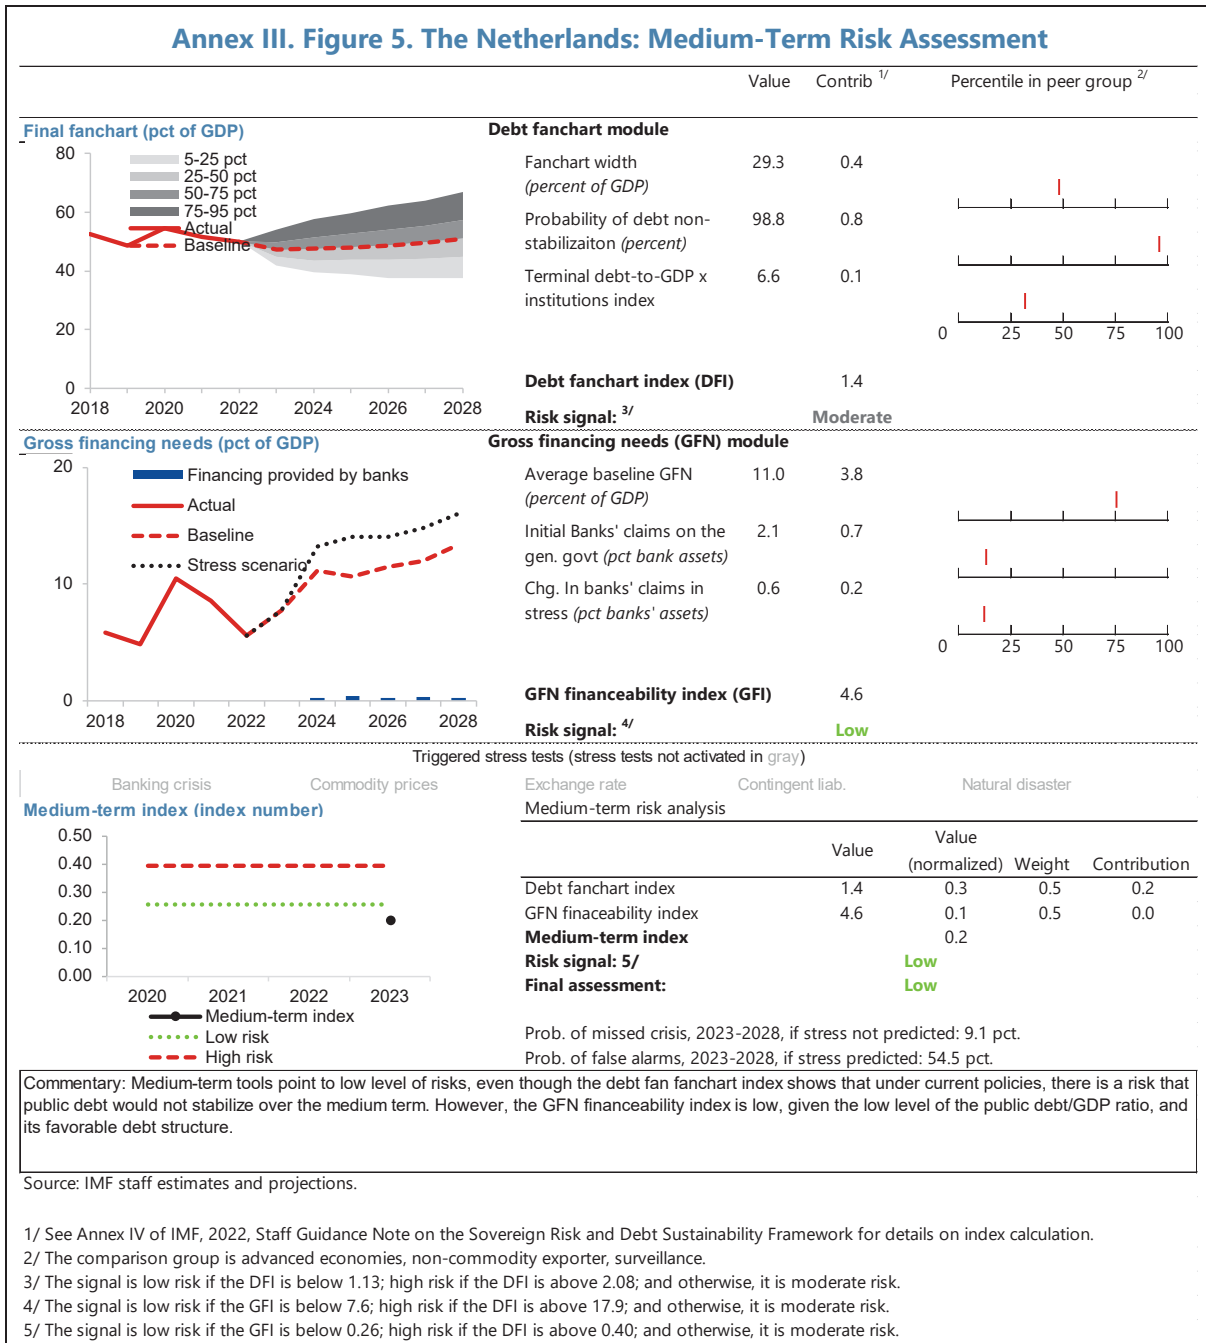 Annex III. Figure 5. The Netherlands: Medium-Term Risk Assessment
Value Contrib 1/ Percentile in peer group 2/
Final fanchart (pct of GDP)
80
60
40
20
0
5-25 pct
25-50 pct
50-75 pct
75-95 pct
Actual
Baseline
2018 2020 2022 2024 2026 2028
Debt fanchart module
Fanchart width 29.3 0.4
(percent of GDP)
Probability of debt non- 98.8 0.8
stabilizaiton (percent)
Terminal debt-to-GDP x 6.6 0.1
institutions index
0 25 50 75 100
Debt fanchart index (DFI) 1.4
Risk signal: 3/ Moderate
Gross financing needs (pct of GDP)
20
10
0
Financing provided by banks
Actual
Baseline
Stress scenario
2018 2020 2022 2024 2026 2028
Gross financing needs (GFN) module
Average baseline GFN 11.0 3.8
(percent of GDP)
Initial Banks' claims on the 2.1 0.7
gen. govt (pct bank assets)
Chg. In banks' claims in 0.6 0.2
stress (pct banks' assets)
0 25 50 75 100
GFN financeability index (GFI) 4.6
Risk signal: 4/ Low
Triggered stress tests (stress tests not activated in gray)
Banking crisis Commodity prices Exchange rate Contingent liab. Natural disaster
Medium-term index (index number)
0.50
0.40
0.30
0.20
0.10
0.00
2020 2021 2022 2023
Medium-term index
Low risk
High risk
Medium-term risk analysis
Value Value (normalized) Weight Contribution
Debt fanchart index 1.4 0.3 0.5 0.2
GFN finaceability index 4.6 0.1 0.5 0.0
Medium-term index 0.2
Risk signal: 5/ Low
Final assessment: Low
Prob. of missed crisis, 2023-2028, if stress not predicted: 9.1 pct.
Prob. of false alarms, 2023-2028, if stress predicted: 54.5 pct.
Commentary: Medium-term tools point to low level of risks, even though the debt fan fanchart index shows that under current policies, there is a risk that
public debt would not stabilize over the medium term. However, the GFN financeability index is low, given the low level of the public debt/GDP ratio, and
its favorable debt structure.
Source: IMF staff estimates and projections.
1/ See Annex IV of IMF, 2022, Staff Guidance Note on the Sovereign Risk and Debt Sustainability Framework for details on index calculation.
2/ The comparison group is advanced economies, non-commodity exporter, surveillance.
3/ The signal is low risk if the DFI is below 1.13; high risk if the DFI is above 2.08; and otherwise, it is moderate risk.
4/ The signal is low risk if the GFI is below 7.6; high risk if the DFI is above 17.9; and otherwise, it is moderate risk.
5/ The signal is low risk if the GFI is below 0.26; high risk if the DFI is above 0.40; and otherwise, it is moderate risk.